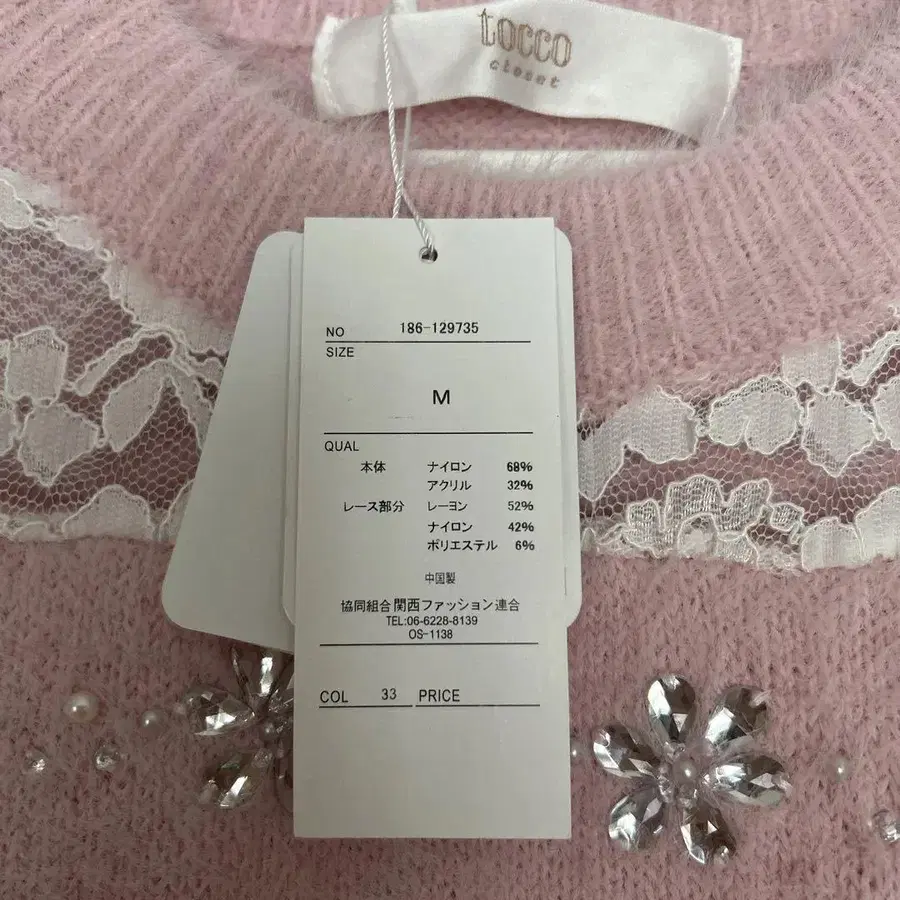 tocco
closet
NO 186-129735
SIZE
M
QUAL
本体 ナイロン 68%
アクリル 32%
レース部分 レーヨン 52%
ナイロン 42%
ポリエステル 6%
中国製
協同組合関西ファッション連合
TEL:06-6228-8139
OS-1138
COL 33 PRICE